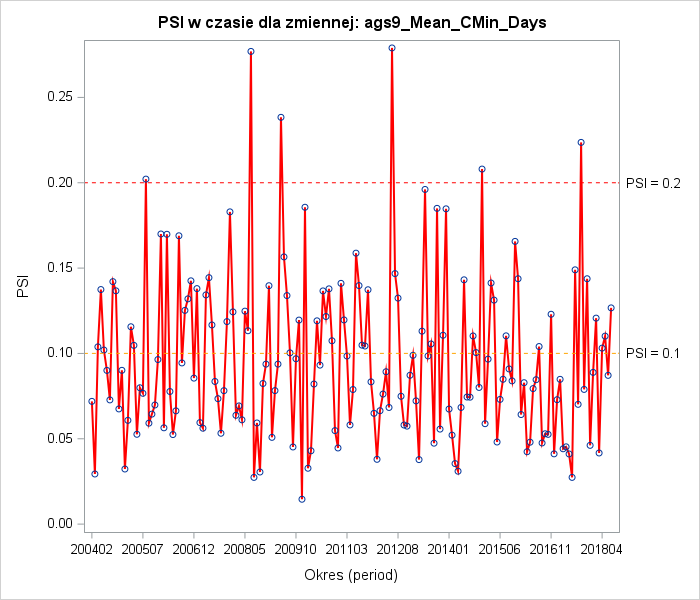 PSI w czasie dla zmiennej: ags9_Mean_CMin_Days
0.25
0.20
PSI = 0.2
0.15
PSI
0.10
PSI = 0.1
0.05
0.00
200402 200507 200612 200805 200910 201103 201208 201401 201506 201611 201804
Okres (period)